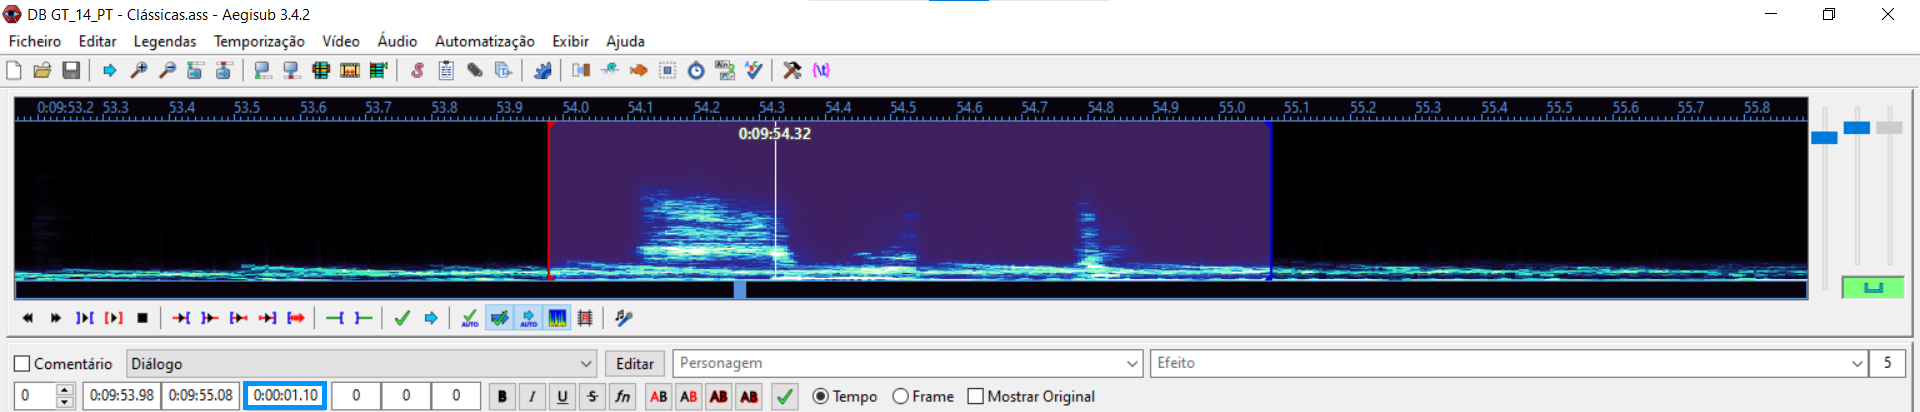 DB GT_14_PT - Clássicas.ass - Aegisub 3.4.2
Ficheiro Editar Legendas Temporização Vídeo Áudio Automatização Exibir Ajuda
0:09:53.2 53.3 53.4 53.5 53.6 53.7 53.8 53.9 54.0 54.1 54.2 54.3 54.4 54.5 54.6 54.7 54.8 54.9 55.0 55.1 55.2 55.3 55.4 55.5 55.6 55.7 55.8
0:09:54.32
AUTO AUTO
Comentário Diálogo Editar Personagem Efeito 5
0 0:09:53.98 0:09:55.08 0:00:01.10 0 0 0 B I U S fn AB AB AB AB Tempo Frame Mostrar Original